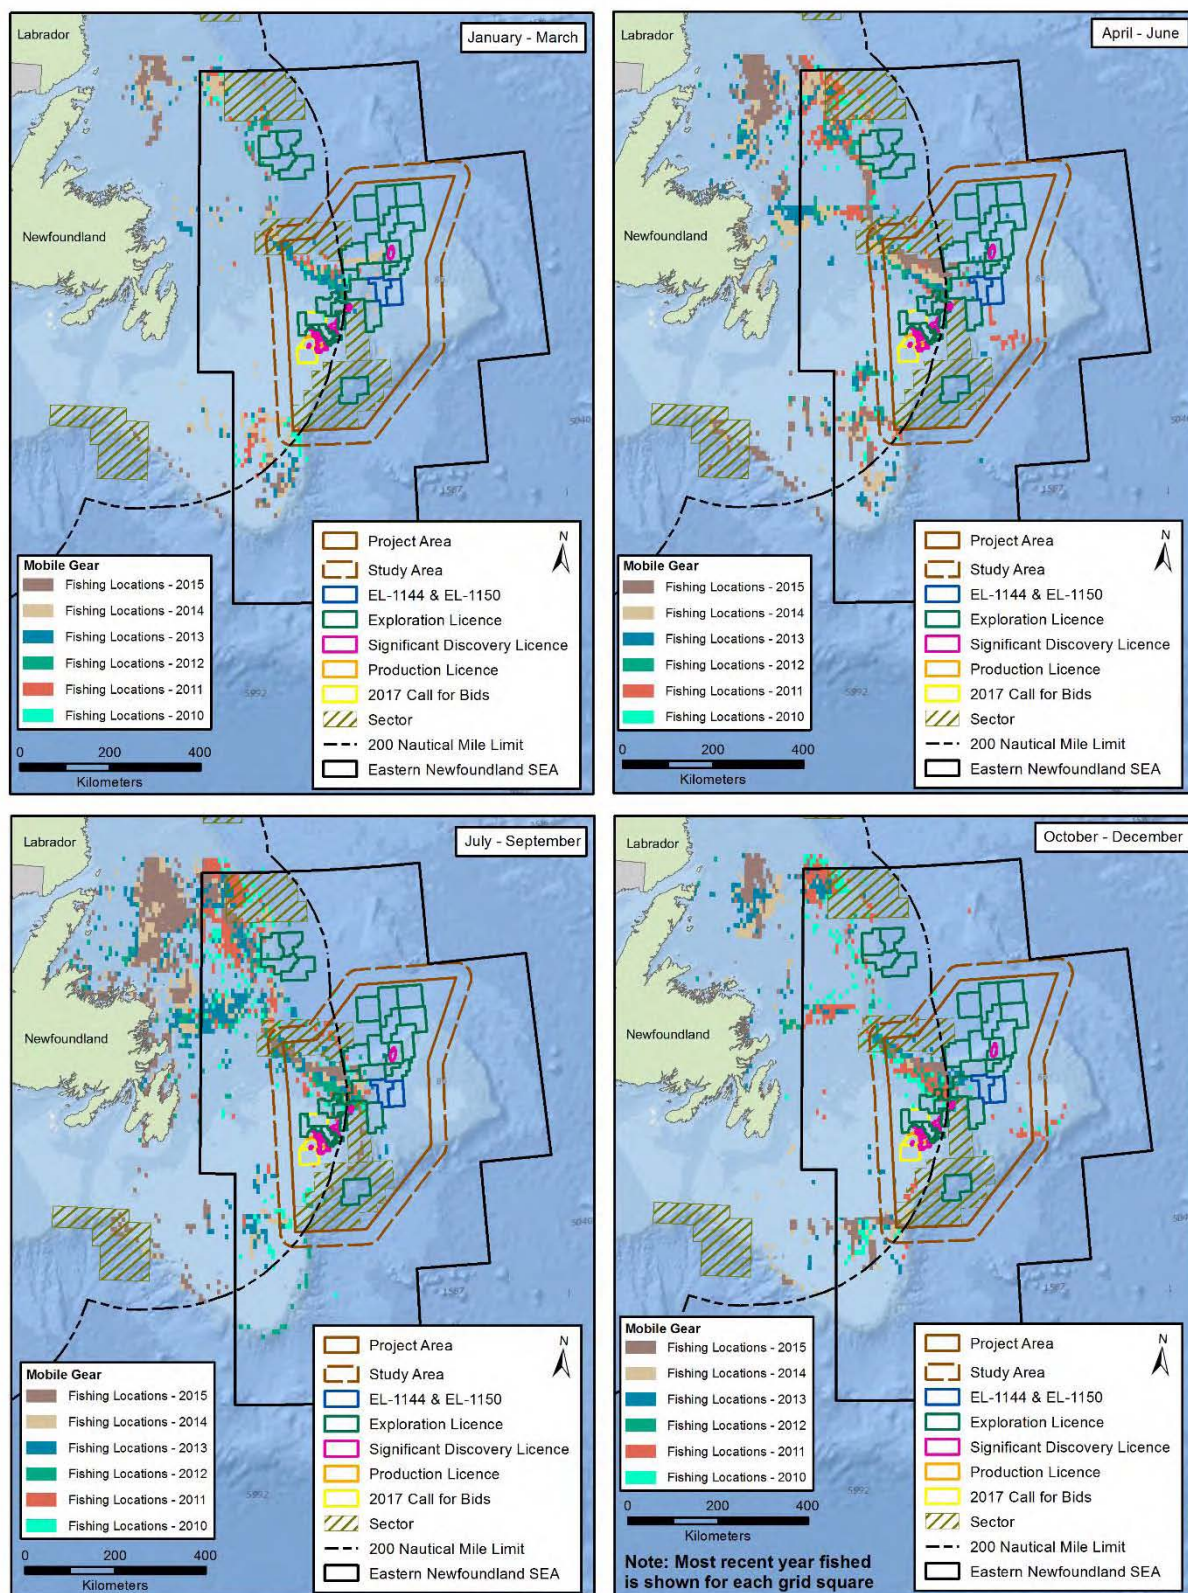 Labrador
January - March
Newfoundland
5040
1567
5992
Mobile Gear
Fishing Locations - 2015
Fishing Locations - 2014
Fishing Locations - 2013
Fishing Locations - 2012
Fishing Locations - 2011
Fishing Locations - 2010
0 200 400
Kilometers
N
Project Area
Study Area
EL-1144 & EL-1150
Exploration Licence
Significant Discovery Licence
Production Licence
2017 Call for Bids
Sector
200 Nautical Mile Limit
Eastern Newfoundland SEA
Labrador
April - June
Newfoundland
5040
1567
5992
Mobile Gear
Fishing Locations - 2015
Fishing Locations - 2014
Fishing Locations - 2013
Fishing Locations - 2012
Fishing Locations - 2011
Fishing Locations - 2010
0 200 400
Kilometers
N
Project Area
Study Area
EL-1144 & EL-1150
Exploration Licence
Significant Discovery Licence
Production Licence
2017 Call for Bids
Sector
200 Nautical Mile Limit
Eastern Newfoundland SEA
Labrador
July - September
Newfoundland
5040
1567
5992
Mobile Gear
Fishing Locations - 2015
Fishing Locations - 2014
Fishing Locations - 2013
Fishing Locations - 2012
Fishing Locations - 2011
Fishing Locations - 2010
0 200 400
Kilometers
N
Project Area
Study Area
EL-1144 & EL-1150
Exploration Licence
Significant Discovery Licence
Production Licence
2017 Call for Bids
Sector
200 Nautical Mile Limit
Eastern Newfoundland SEA
Labrador
October - December
Newfoundland
5040
1567
5992
Mobile Gear
Fishing Locations - 2015
Fishing Locations - 2014
Fishing Locations - 2013
Fishing Locations - 2012
Fishing Locations - 2011
Fishing Locations - 2010
0 200 400
Kilometers
Note: Most recent year fished
is shown for each grid square
N
Project Area
Study Area
EL-1144 & EL-1150
Exploration Licence
Significant Discovery Licence
Production Licence
2017 Call for Bids
Sector
200 Nautical Mile Limit
Eastern Newfoundland SEA